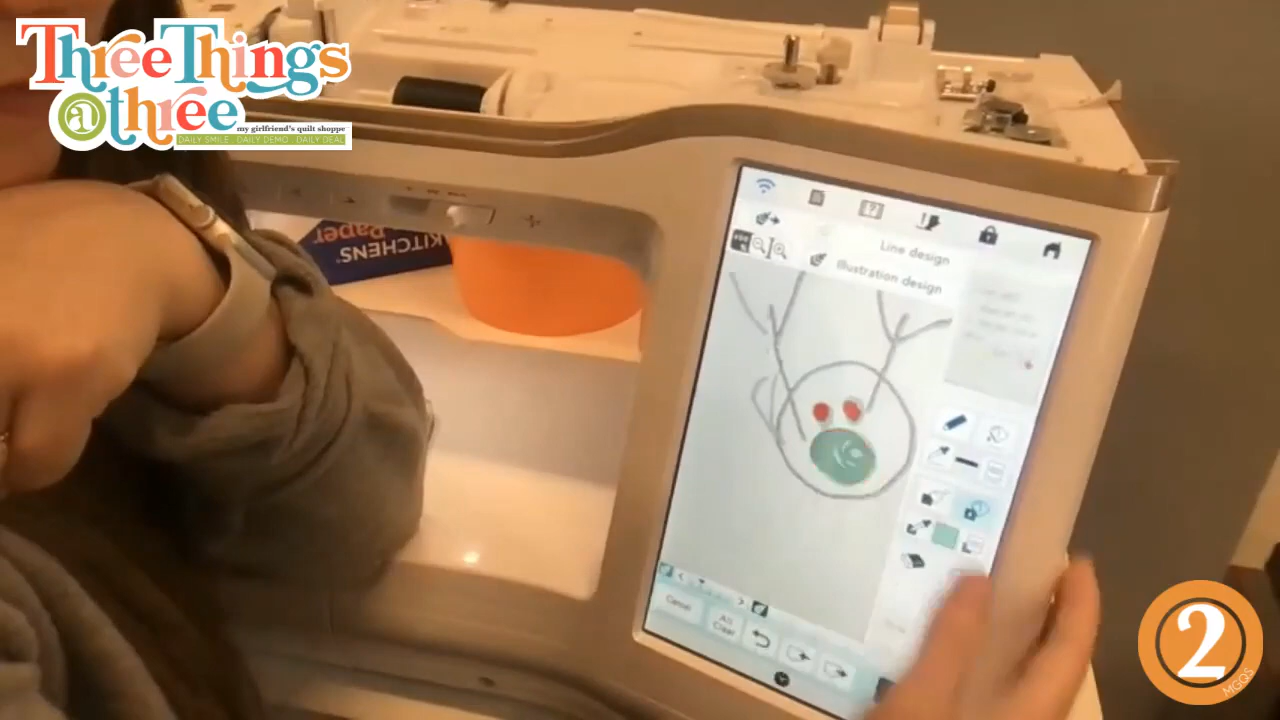 Three Things
@ three
my girlfriend's quilt shoppe
DAILY SMILE . DAILY DEMO . DAILY DEAL
KITCHENS
Paper
Line design
Illustration design
Cancel
All
Clear
2
MGQS